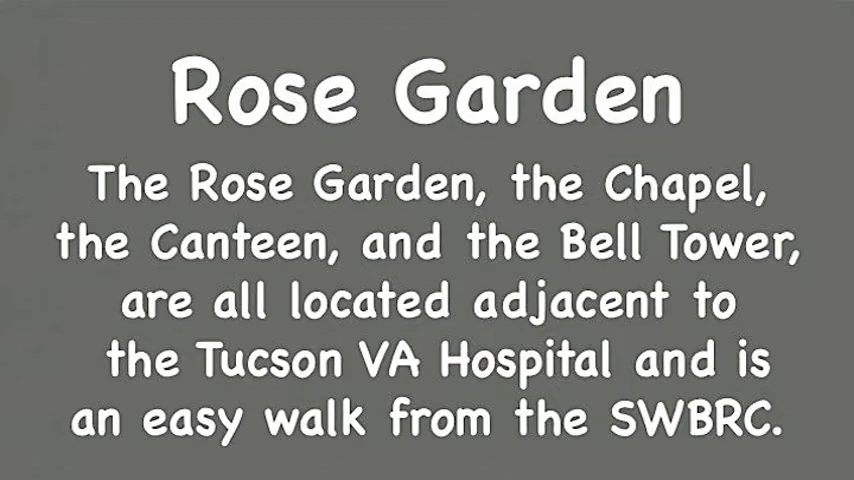 Rose Garden
The Rose Garden, the Chapel,
the Canteen, and the Bell Tower,
are all located adjacent to
the Tucson VA Hospital and is
an easy walk from the SWBRC.